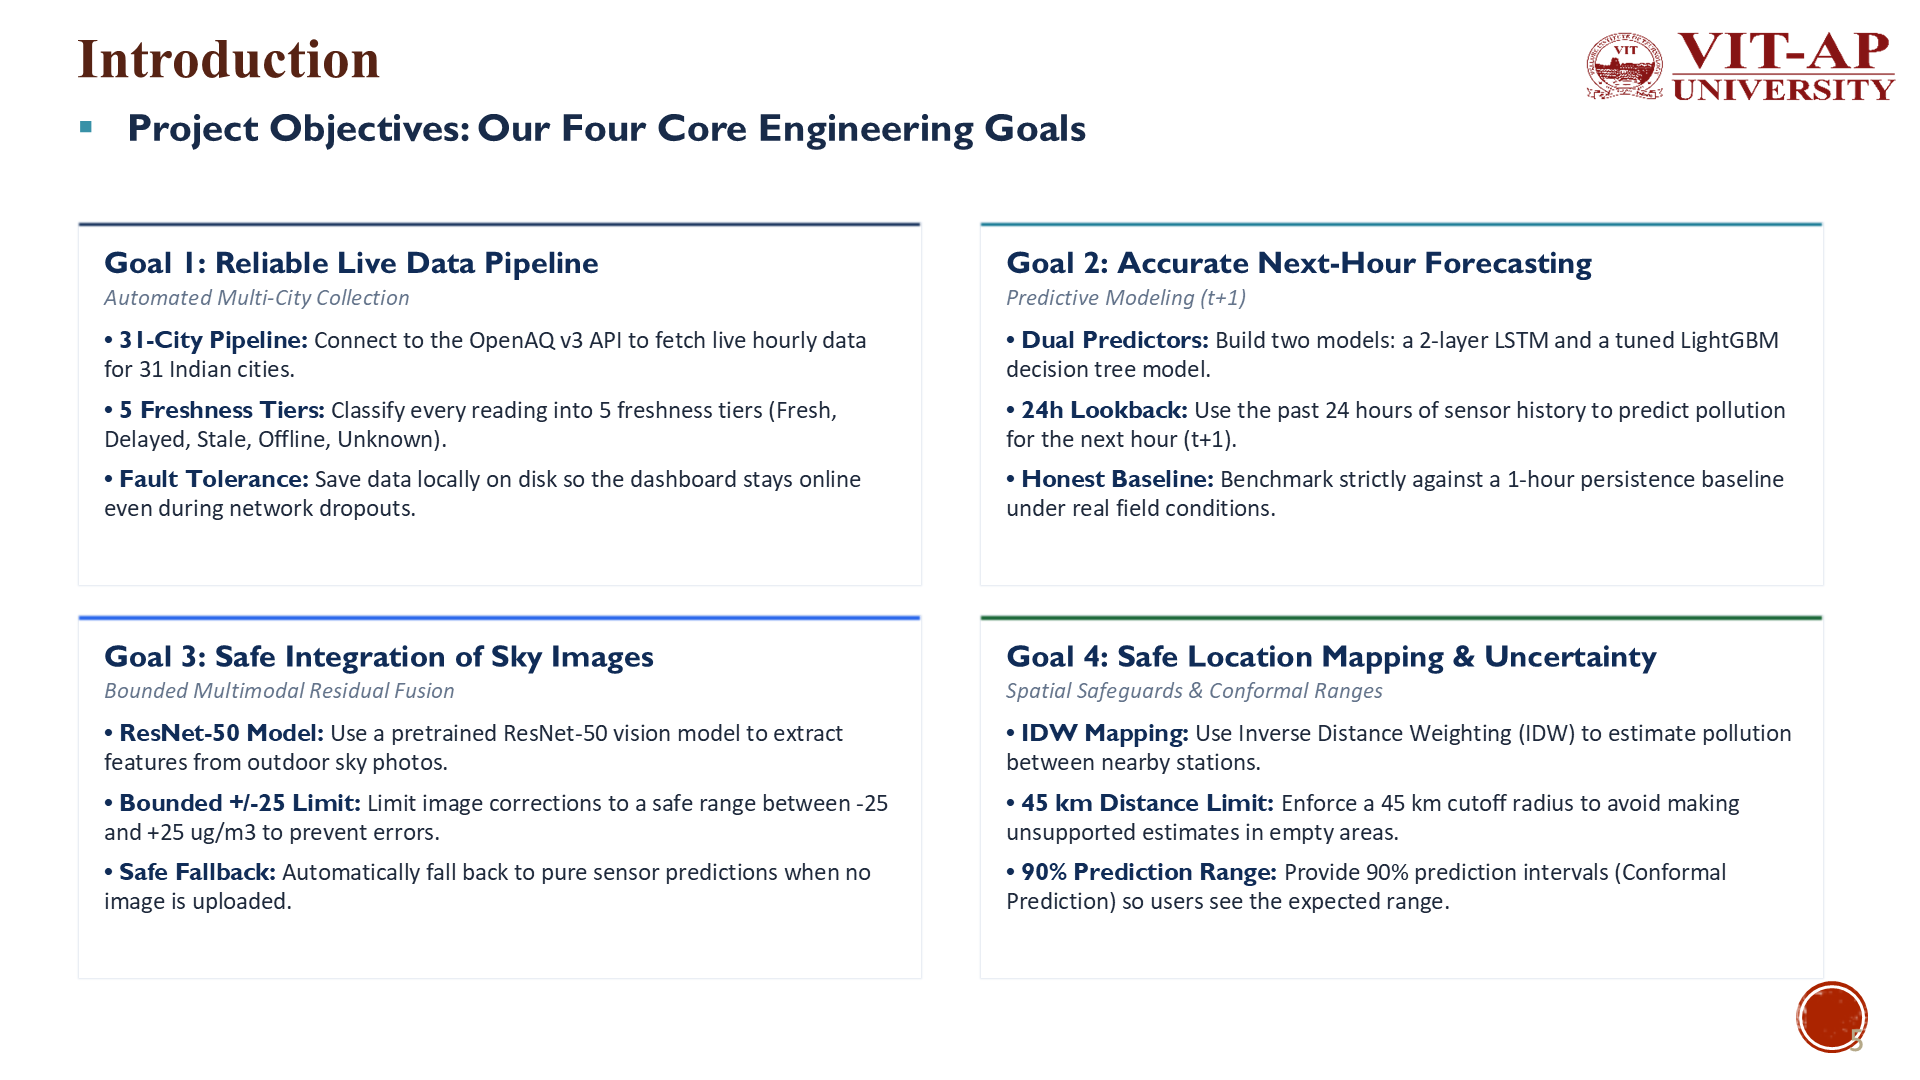 Introduction
VIT
VIT-AP
UNIVERSITY
▪ Project Objectives: Our Four Core Engineering Goals
Goal 1: Reliable Live Data Pipeline
Automated Multi-City Collection
• 31-City Pipeline: Connect to the OpenAQ v3 API to fetch live hourly data
for 31 Indian cities.
• 5 Freshness Tiers: Classify every reading into 5 freshness tiers (Fresh,
Delayed, Stale, Offline, Unknown).
• Fault Tolerance: Save data locally on disk so the dashboard stays online
even during network dropouts.
Goal 2: Accurate Next-Hour Forecasting
Predictive Modeling (t+1)
• Dual Predictors: Build two models: a 2-layer LSTM and a tuned LightGBM
decision tree model.
• 24h Lookback: Use the past 24 hours of sensor history to predict pollution
for the next hour (t+1).
• Honest Baseline: Benchmark strictly against a 1-hour persistence baseline
under real field conditions.
Goal 3: Safe Integration of Sky Images
Bounded Multimodal Residual Fusion
• ResNet-50 Model: Use a pretrained ResNet-50 vision model to extract
features from outdoor sky photos.
• Bounded +/-25 Limit: Limit image corrections to a safe range between -25
and +25 ug/m3 to prevent errors.
• Safe Fallback: Automatically fall back to pure sensor predictions when no
image is uploaded.
Goal 4: Safe Location Mapping & Uncertainty
Spatial Safeguards & Conformal Ranges
• IDW Mapping: Use Inverse Distance Weighting (IDW) to estimate pollution
between nearby stations.
• 45 km Distance Limit: Enforce a 45 km cutoff radius to avoid making
unsupported estimates in empty areas.
• 90% Prediction Range: Provide 90% prediction intervals (Conformal
Prediction) so users see the expected range.
5